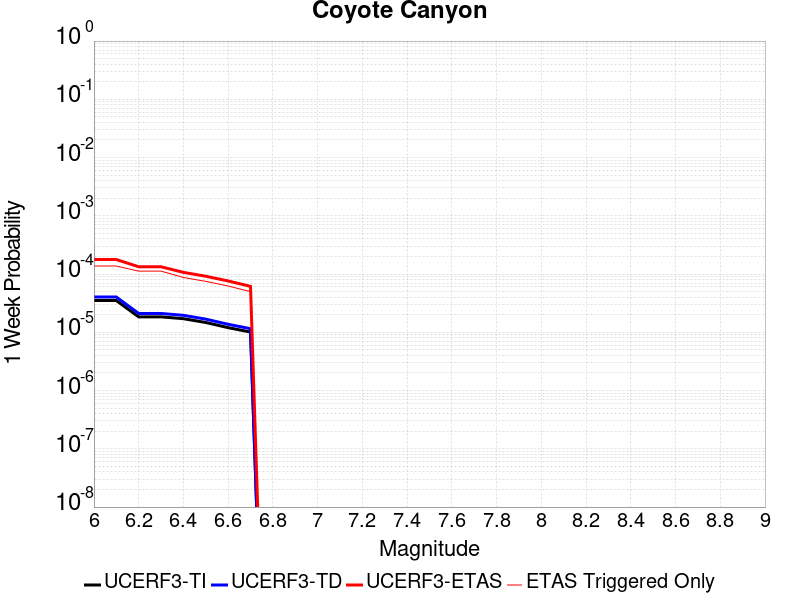 Coyote Canyon
10^0
10^-1
10^-2
10^-3
10^-4
10^-5
10^-6
10^-7
10^-8
1 Week Probability
6 6.2 6.4 6.6 6.8 7 7.2 7.4 7.6 7.8 8 8.2 8.4 8.6 8.8 9
Magnitude
UCERF3-TI UCERF3-TD UCERF3-ETAS ETAS Triggered Only